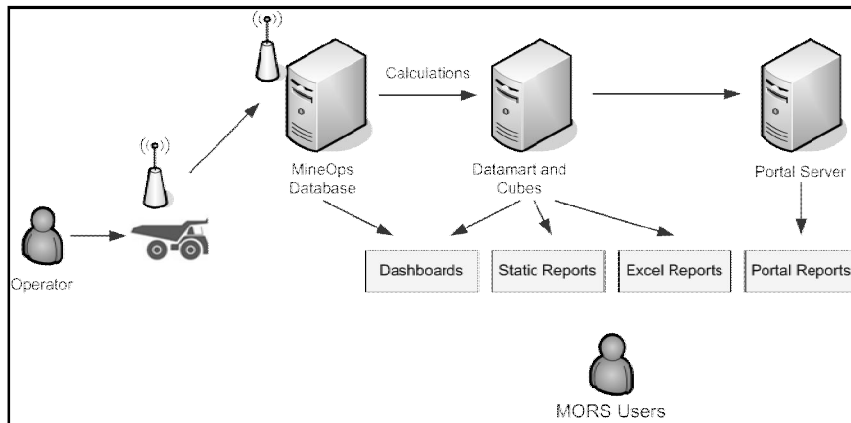 Calculations
MineOps
Database
Datamart and
Cubes
Portal Server
Operator
Dashboards
Static Reports
Excel Reports
Portal Reports
MORS Users